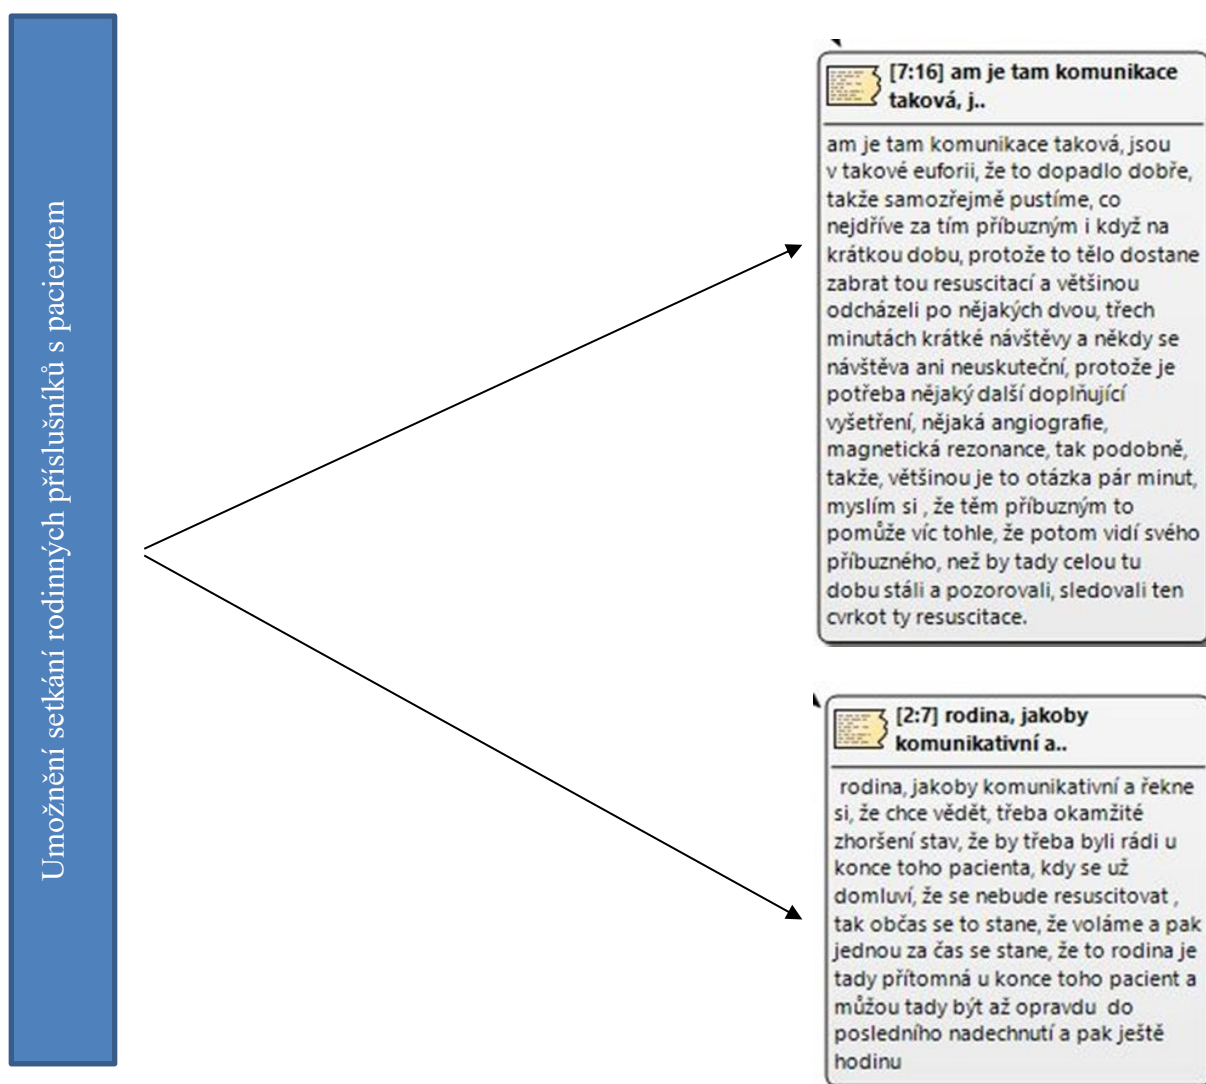 Umožnění setkání rodinných příslušníků s pacientem
[7:16] am je tam komunikace
taková, j..
am je tam komunikace taková, jsou
v takové euforii, že to dopadlo dobře,
takže samozřejmě pustíme, co
nejdříve za tím příbuzným i když na
krátkou dobu, protože to tělo dostane
zabrat tou resuscitací a většinou
odcházeli po nějakých dvou, třech
minutách krátké návštěvy a někdy se
návštěva ani neuskuteční, protože je
potřeba nějaký další doplňující
vyšetření, nějaká angiografie,
magnetická rezonance, tak podobně,
takže, většinou je to otázka pár minut,
myslím si , že těm příbuzným to
pomůže víc tohle, že potom vidí svého
příbuzného, než by tady celou tu
dobu stáli a pozorovali, sledovali ten
cvrkot ty resuscitace.
[2:7] rodina, jakoby
komunikativní a..
rodina, jakoby komunikativní a řekne
si, že chce vědět, třeba okamžité
zhoršení stav, že by třeba byli rádi u
konce toho pacienta, kdy se už
domluví, že se nebude resuscitovat ,
tak občas se to stane, že voláme a pak
jednou za čas se stane, že to rodina je
tady přítomná u konce toho pacient a
můžou tady být až opravdu do
posledního nadechnutí a pak ještě
hodinu